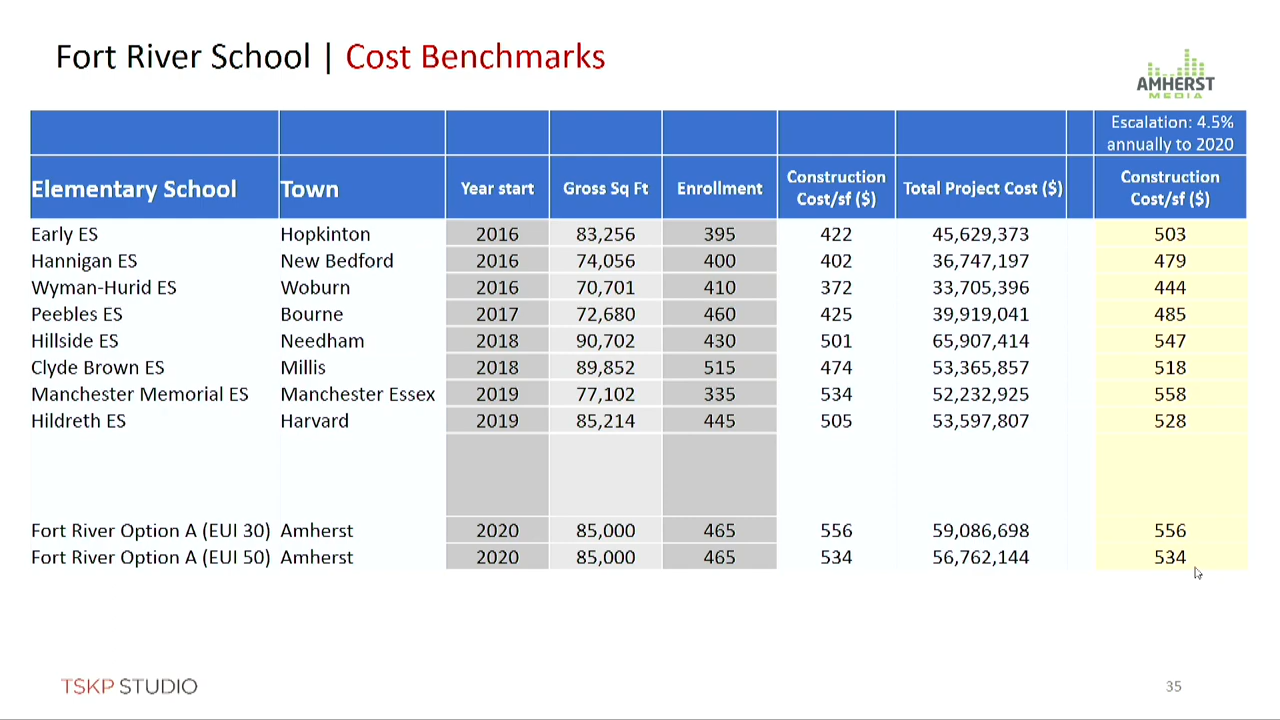 Fort River School | Cost Benchmarks
AMHERST
MEDIA
Escalation: 4.5%
annually to 2020
Elementary School Town Year start Gross Sq Ft Enrollment Construction Cost/sf ($) Total Project Cost ($) Construction Cost/sf ($)
Early ES Hopkinton 2016 83,256 395 422 45,629,373 503
Hannigan ES New Bedford 2016 74,056 400 402 36,747,197 479
Wyman-Hurid ES Woburn 2016 70,701 410 372 33,705,396 444
Peebles ES Bourne 2017 72,680 460 425 39,919,041 485
Hillside ES Needham 2018 90,702 430 501 65,907,414 547
Clyde Brown ES Millis 2018 89,852 515 474 53,365,857 518
Manchester Memorial ES Manchester Essex 2019 77,102 335 534 52,232,925 558
Hildreth ES Harvard 2019 85,214 445 505 53,597,807 528
Fort River Option A (EUI 30) Amherst 2020 85,000 465 556 59,086,698 556
Fort River Option A (EUI 50) Amherst 2020 85,000 465 534 56,762,144 534
TSKP STUDIO
35